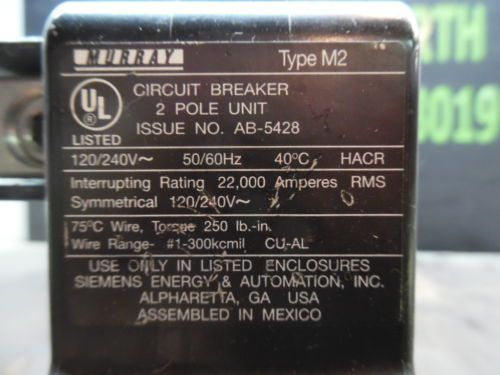 MURRAY Type M2
UL
LISTED
CIRCUIT BREAKER
2 POLE UNIT
ISSUE NO. AB-5428
120/240V~ 50/60Hz 40°C HACR
Interrupting Rating 22,000 Amperes RMS
Symmetrical 120/240V~
75°C Wire, Torque 250 lb.-in.
Wire Range- #1-300kcmil CU-AL
USE ONLY IN LISTED ENCLOSURES
SIEMENS ENERGY & AUTOMATION, INC.
ALPHARETTA, GA USA
ASSEMBLED IN MEXICO
RTH
3019